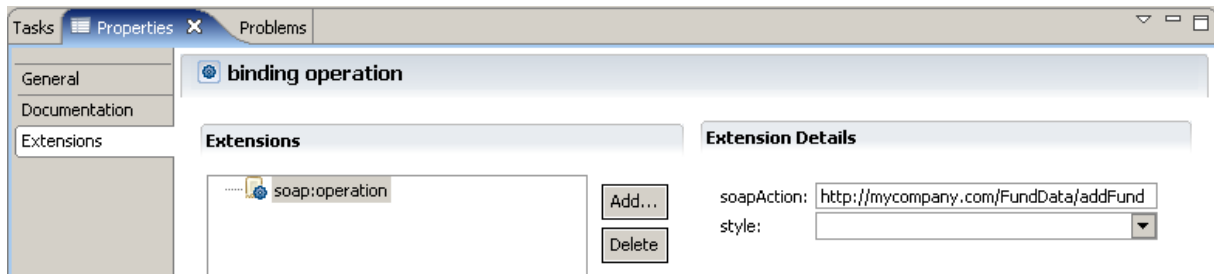 Tasks Properties Problems
General
Documentation
Extensions
binding operation
Extensions
soap:operation
Add...
Delete
Extension Details
soapAction: http://mycompany.com/FundData/addFund
style: